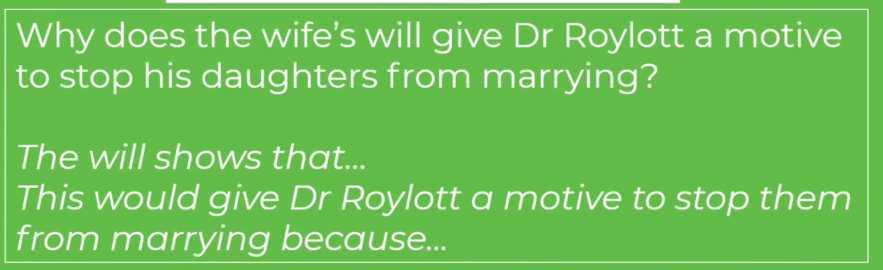 Why does the wife’s will give Dr Roylott a motive
to stop his daughters from marrying?
The will shows that...
This would give Dr Roylott a motive to stop them
from marrying because...